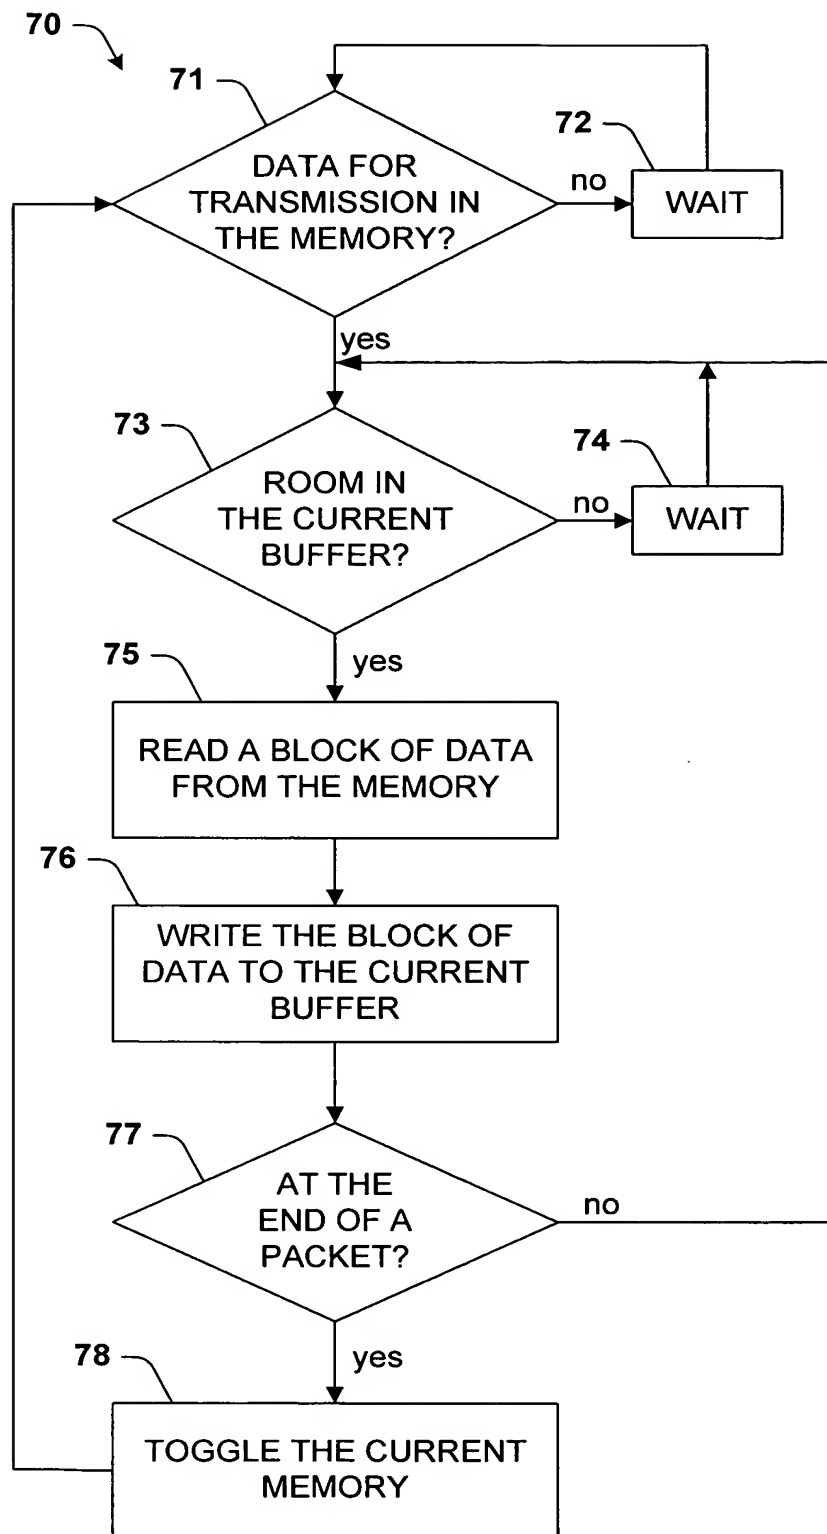 70
71
DATA FOR
TRANSMISSION IN
THE MEMORY?
no
72
WAIT
yes
73
ROOM IN
THE CURRENT
BUFFER?
no
74
WAIT
yes
75
READ A BLOCK OF DATA
FROM THE MEMORY
76
WRITE THE BLOCK OF
DATA TO THE CURRENT
BUFFER
77
AT THE
END OF A
PACKET?
no
yes
78
TOGGLE THE CURRENT
MEMORY